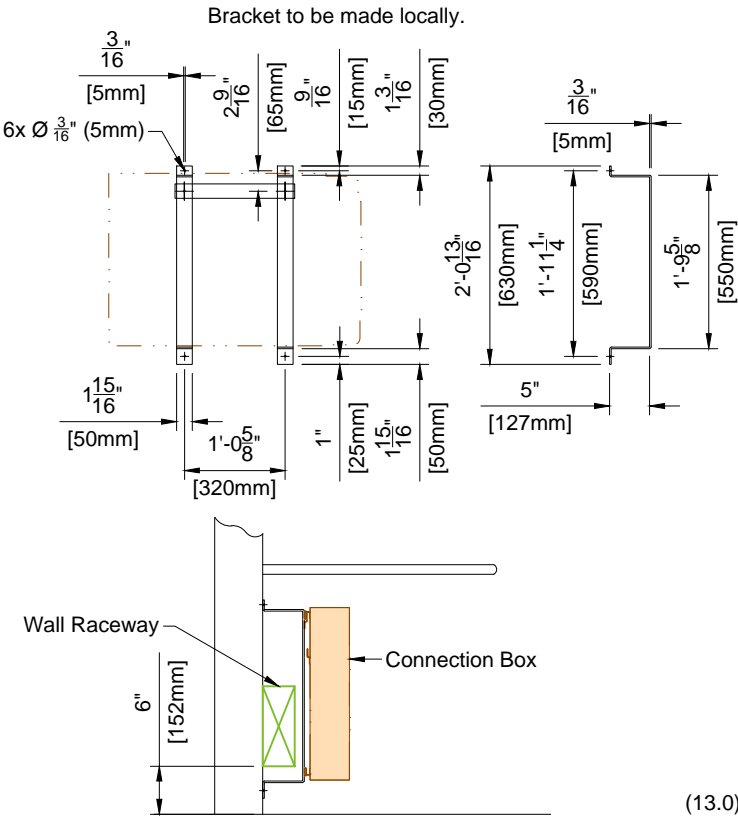 Bracket to be made locally.
3/16"
[5mm]
6x Ø 3/16" (5mm)
2 9/16"
[65mm]
9/16"
[15mm]
1 3/16"
[30mm]
3/16"
[5mm]
2'-0 13/16"
[630mm]
1'-11 1/4"
[590mm]
1'-9 5/8"
[550mm]
1 15/16"
[50mm]
1'-0 5/8"
[320mm]
1"
[25mm]
1 15/16"
[50mm]
5"
[127mm]
Wall Raceway
Connection Box
6"
[152mm]
(13.0)